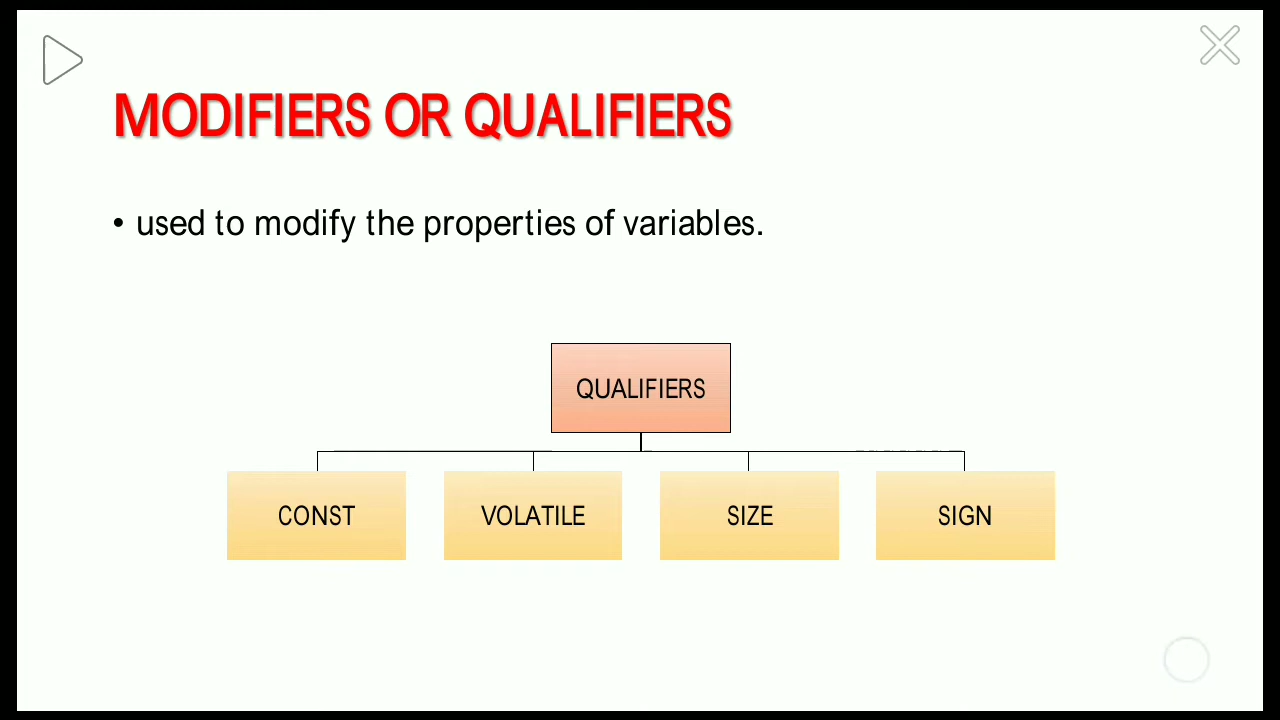 MODIFIERS OR QUALIFIERS
• used to modify the properties of variables.
QUALIFIERS
CONST
VOLATILE
SIZE
SIGN